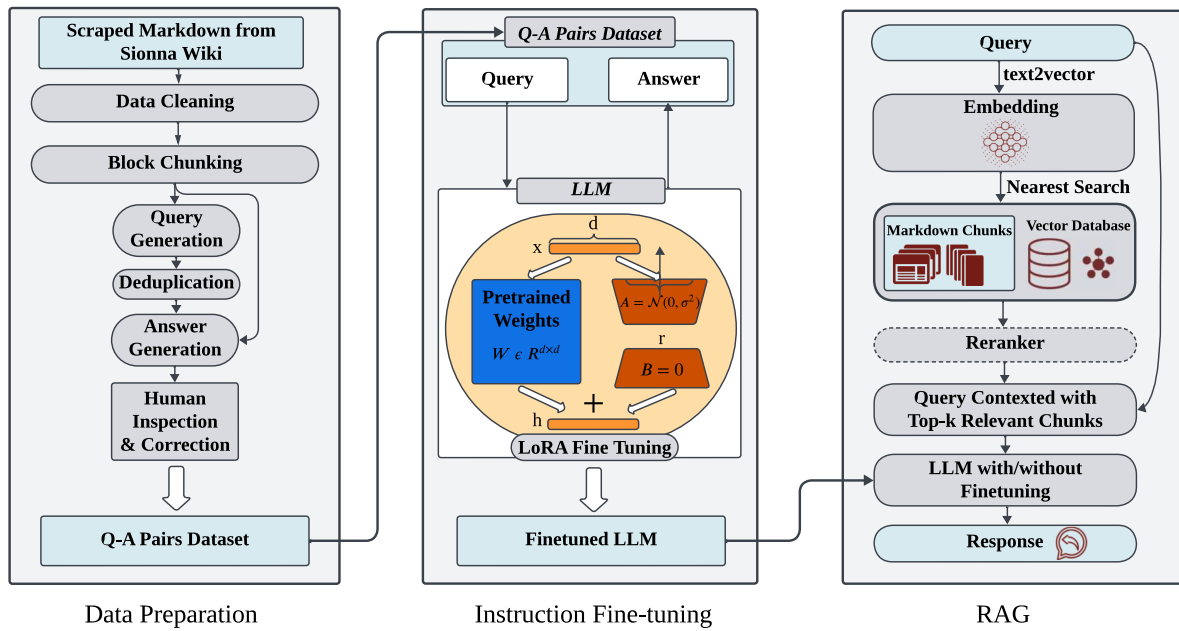 Scraped Markdown from
Sionna Wiki
Data Cleaning
Block Chunking
Query
Generation
Deduplication
Answer
Generation
Human
Inspection
& Correction
Q-A Pairs Dataset
Data Preparation
Q-A Pairs Dataset
Query
Answer
LLM
d
x
Pretrained
Weights
W ϵ R^{d×d}
A = 𝒩(0, σ²)
r
B = 0
+
h
LoRA Fine Tuning
Finetuned LLM
Instruction Fine-tuning
Query
text2vector
Embedding
Nearest Search
Markdown Chunks
Vector Database
Reranker
Query Contexted with
Top-k Relevant Chunks
LLM with/without
Finetuning
Response
RAG